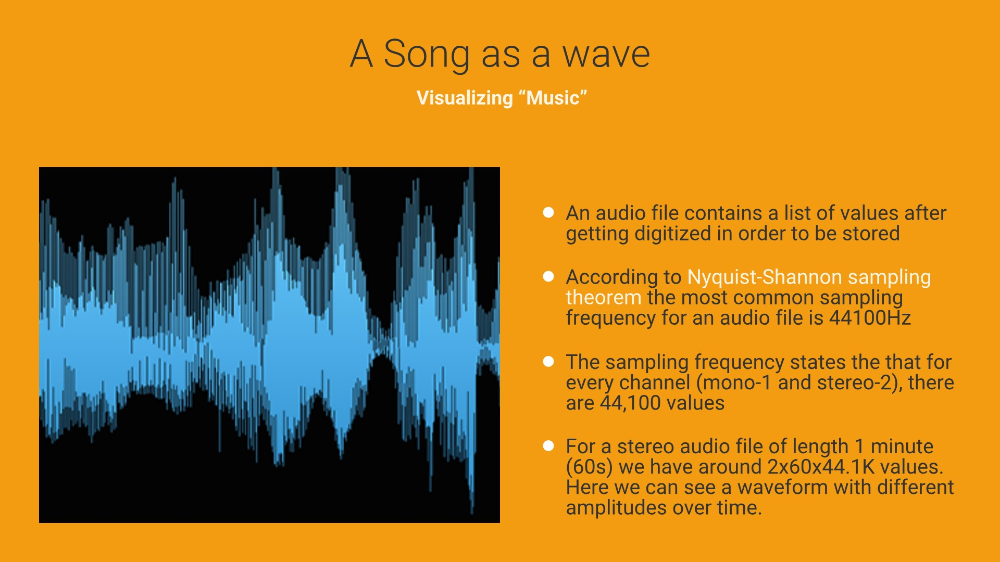 A Song as a wave
Visualizing “Music”
An audio file contains a list of values after
getting digitized in order to be stored
According to Nyquist-Shannon sampling
theorem the most common sampling
frequency for an audio file is 44100Hz
The sampling frequency states the that for
every channel (mono-1 and stereo-2), there
are 44,100 values
For a stereo audio file of length 1 minute
(60s) we have around 2x60x44.1K values.
Here we can see a waveform with different
amplitudes over time.